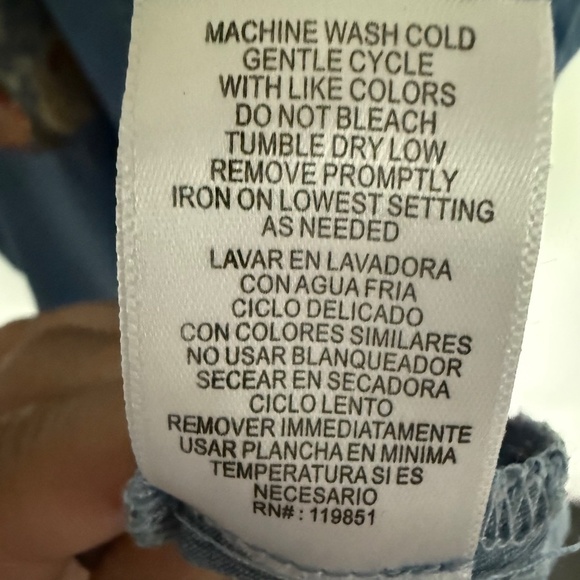 MACHINE WASH COLD
GENTLE CYCLE
WITH LIKE COLORS
DO NOT BLEACH
TUMBLE DRY LOW
REMOVE PROMPTLY
IRON ON LOWEST SETTING
AS NEEDED
LAVAR EN LAVADORA
CON AGUA FRIA
CICLO DELICADO
CON COLORES SIMILARES
NO USAR BLANQUEADOR
SECEAR EN SECADORA
CICLO LENTO
REMOVER IMMEDIATAMENTE
USAR PLANCHA EN MINIMA
TEMPERATURA SI ES
NECESARIO
RN# : 119851